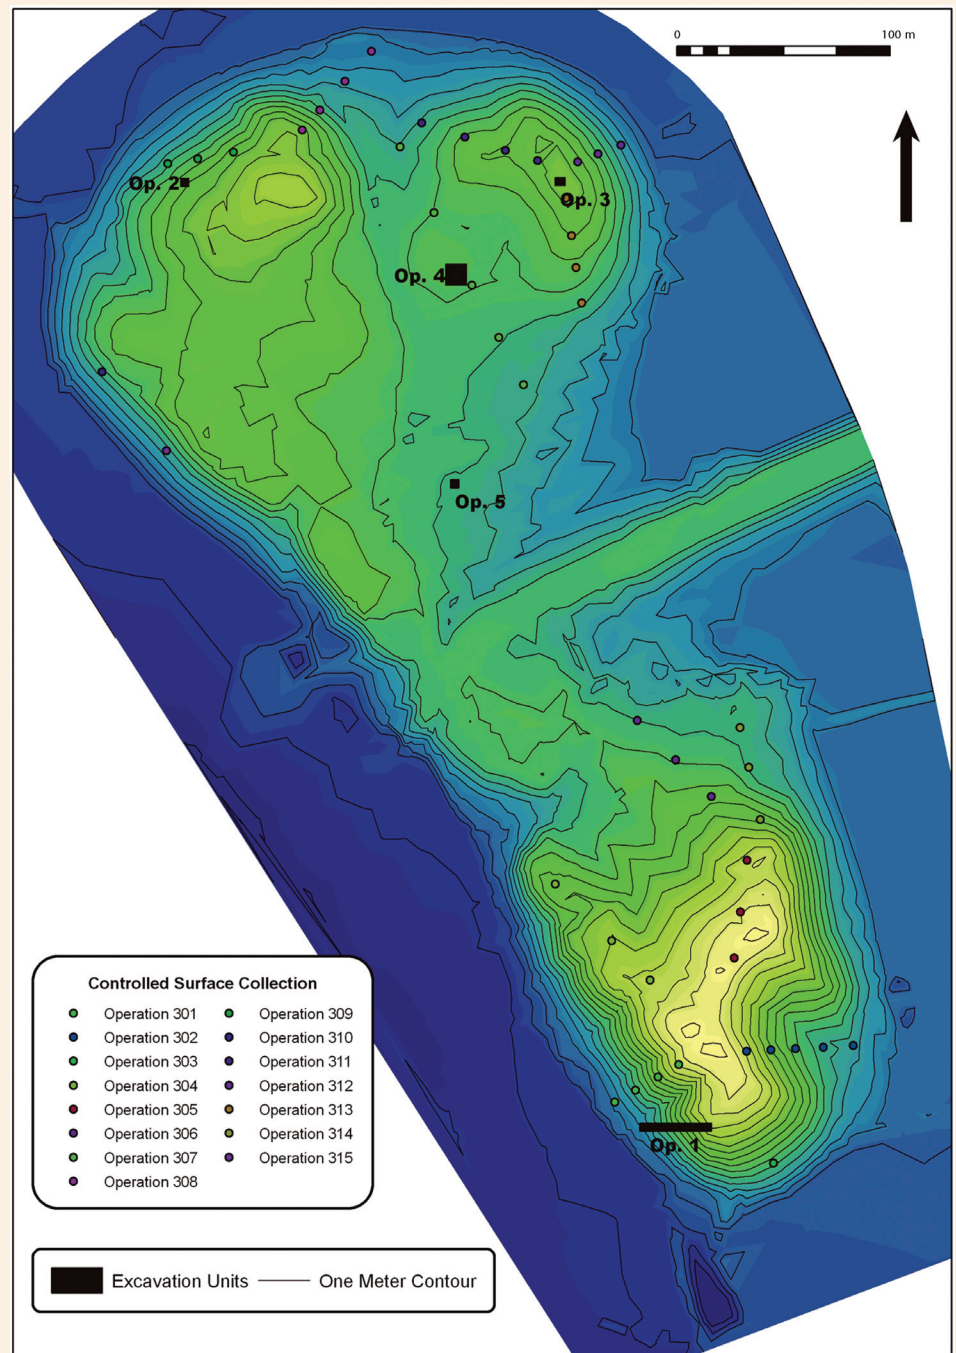 0 100 m
Op. 2
Op. 3
Op. 4
Op. 5
Op. 1
Controlled Surface Collection
Operation 301 Operation 309
Operation 302 Operation 310
Operation 303 Operation 311
Operation 304 Operation 312
Operation 305 Operation 313
Operation 306 Operation 314
Operation 307 Operation 315
Operation 308
Excavation Units One Meter Contour